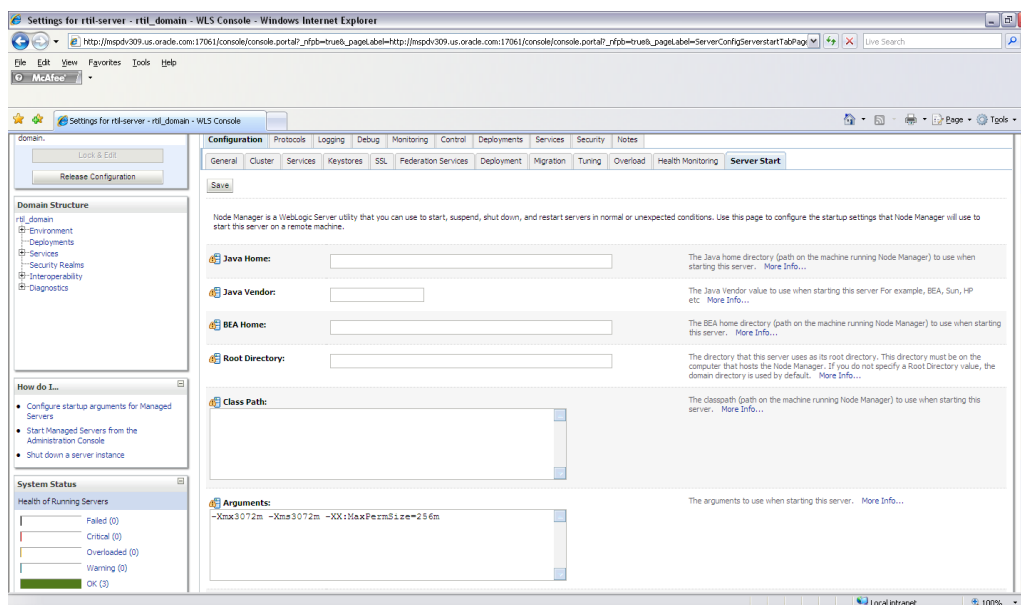 Settings for rtil-server - rtil_domain - WLS Console - Windows Internet Explorer
http://mspdv309.us.oracle.com:17061/console/console.portal?_nfpb=true&_pageLabel=http://mspdv309.us.oracle.com:17061/console/console.portal?_nfpb=true&_pageLabel=ServerConfigServerstartTabPag
Live Search
File Edit View Favorites Tools Help
McAfee
Settings for rtil-server - rtil_domain - WLS Console
Page Tools
domain.
Lock & Edit
Release Configuration
Domain Structure
rtil_domain
Environment
Deployments
Services
Security Realms
Interoperability
Diagnostics
How do I...
Configure startup arguments for Managed
Servers
Start Managed Servers from the
Administration Console
Shut down a server instance
System Status
Health of Running Servers
Failed (0)
Critical (0)
Overloaded (0)
Warning (0)
OK (3)
Configuration Protocols Logging Debug Monitoring Control Deployments Services Security Notes
General Cluster Services Keystores SSL Federation Services Deployment Migration Tuning Overload Health Monitoring Server Start
Save
Node Manager is a WebLogic Server utility that you can use to start, suspend, shut down, and restart servers in normal or unexpected conditions. Use this page to configure the startup settings that Node Manager will use to
start this server on a remote machine.
Java Home:
The Java home directory (path on the machine running Node Manager) to use when
starting this server. More Info...
Java Vendor:
The Java Vendor value to use when starting this server For example, BEA, Sun, HP
etc More Info...
BEA Home:
The BEA home directory (path on the machine running Node Manager) to use when starting
this server. More Info...
Root Directory:
The directory that this server uses as its root directory. This directory must be on the
computer that hosts the Node Manager. If you do not specify a Root Directory value, the
domain directory is used by default. More Info...
Class Path:
The classpath (path on the machine running Node Manager) to use when starting this
server. More Info...
Arguments:
The arguments to use when starting this server. More Info...
-Xmx3072m -Xms3072m -XX:MaxPermSize=256m
Local intranet
100%